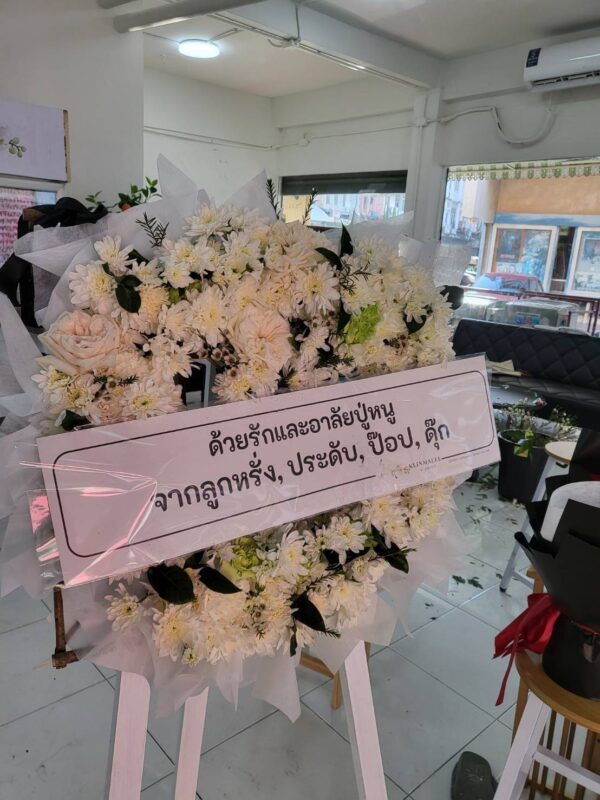 ด้วยรักและอาลัยปู่หนู
จากลูกหรั่ง, ประดับ, ป๊อป, ตุ๊ก